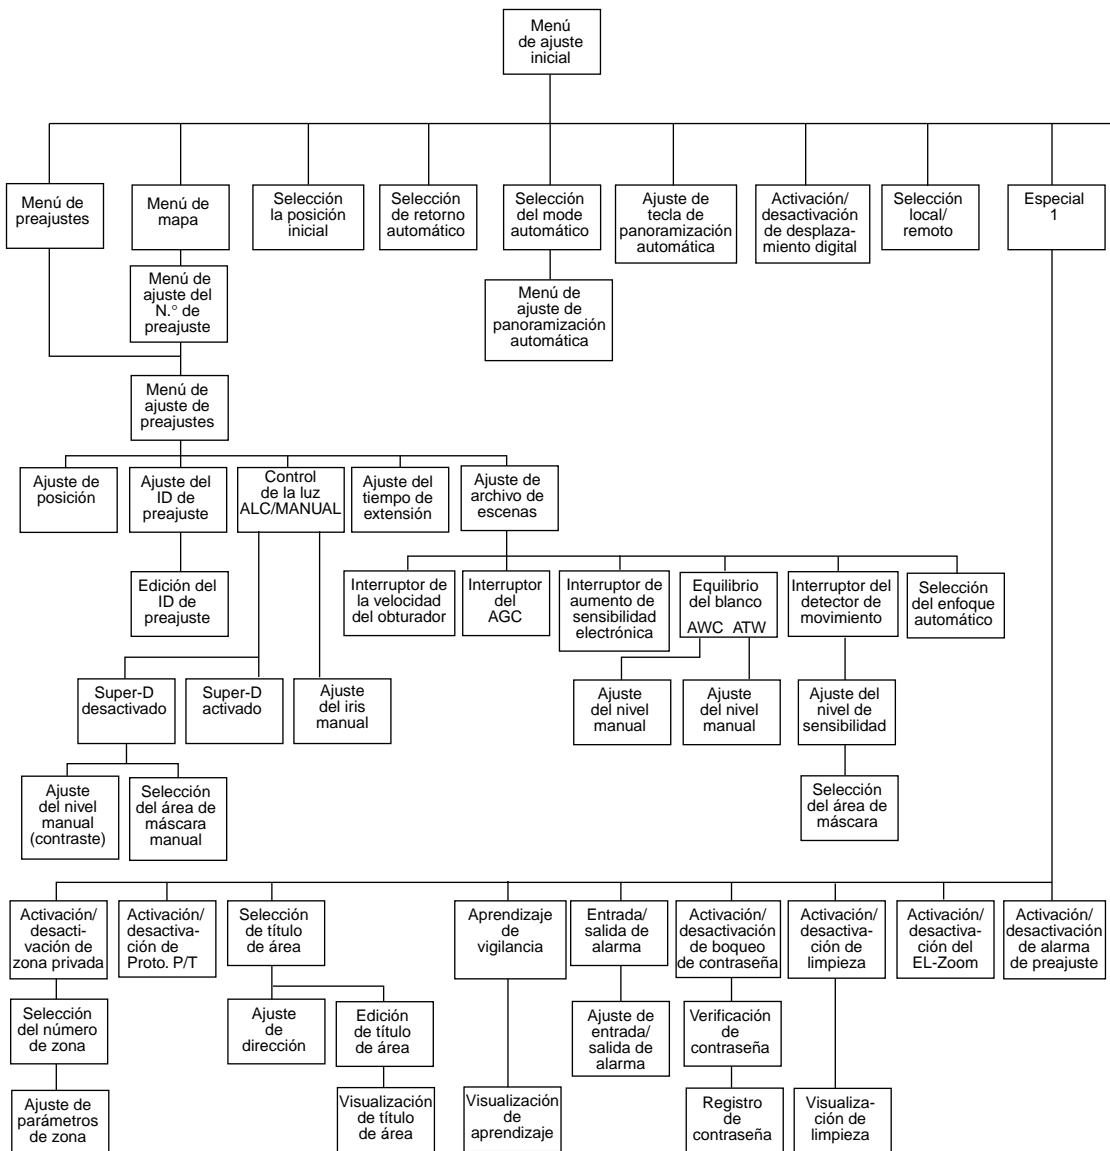 Menú
de ajuste
inicial
Menú de
preajustes
Menú de
mapa
Selección
la posición
inicial
Selección
de retorno
automático
Selección
del mode
automático
Ajuste de
tecla de
panoramización
automática
Activación/
desactivación
de desplaza-
miento digital
Selección
local/
remoto
Especial
1
Menú de
ajuste del
N.° de
preajuste
Menú de
ajuste de
panoramización
automática
Menú de
ajuste de
preajustes
Ajuste de
posición
Ajuste del
ID de
preajuste
Control
de la luz
ALC/MANUAL
Ajuste del
tiempo de
extensión
Ajuste de
archivo de
escenas
Edición del
ID de
preajuste
Interruptor de
la velocidad
del obturador
Interruptor
del
AGC
Interruptor de
aumento de
sensibilidad
electrónica
Equilibrio
del blanco
AWC ATW
Interruptor del
detector de
movimiento
Selección
del enfoque
automático
Super-D
desactivado
Super-D
activado
Ajuste
del iris
manual
Ajuste
del nivel
manual
Ajuste
del nivel
manual
Ajuste del
nivel de
sensibilidad
Ajuste
del nivel
manual
(contraste)
Selección
del área de
máscara
manual
Selección
del área de
máscara
Activación/
desacti-
vación de
zona privada
Activación/
desactiva-
ción de
Proto. P/T
Selección
de título
de área
Aprendizaje
de
vigilancia
Entrada/
salida de
alarma
Activación/
desactivación
de boqueo
de contraseña
Activación/
desactiva-
ción de
limpieza
Activación/
desactiva-
ción del
EL-Zoom
Activación/
desactivación
de alarma
de preajuste
Selección
del número
de zona
Ajuste
de
dirección
Edición
de título
de área
Ajuste de
entrada/
salida de
alarma
Verificación
de
contraseña
Ajuste de
parámetros
de zona
Visualización
de título
de área
Visualización
de
aprendizaje
Registro
de
contraseña
Visualiza-
ción de
limpieza